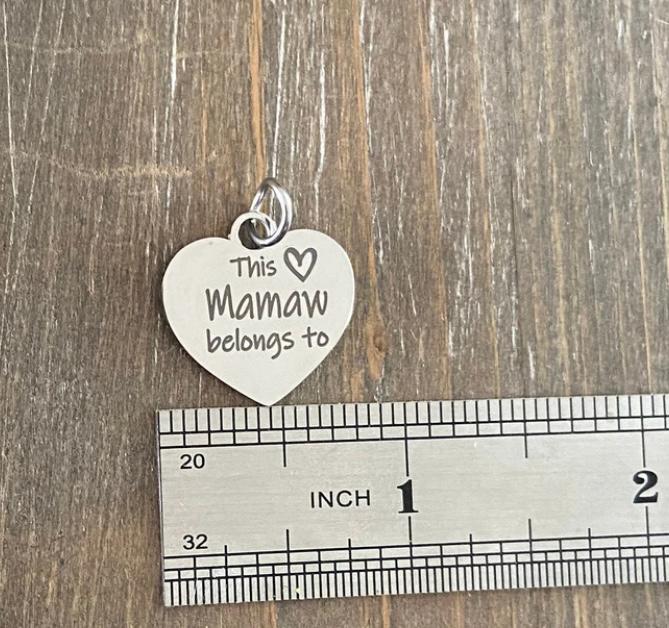 This
Mamaw
belongs to
20
INCH 1 2
32